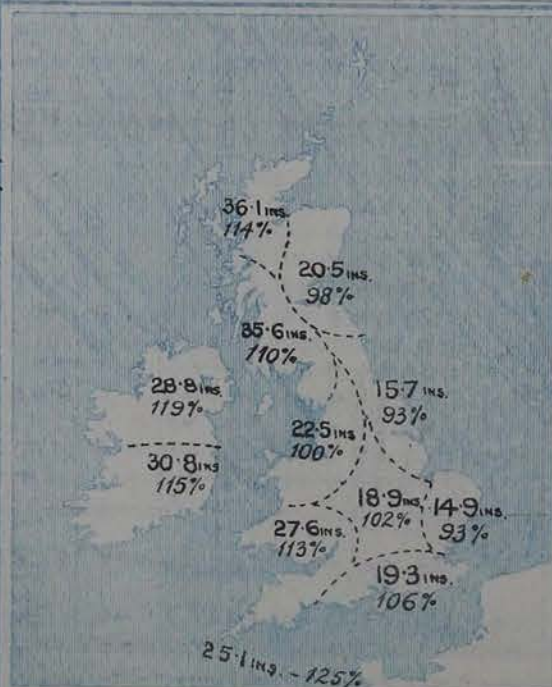 36·1 INS.
114%
20·5 INS.
98%
35·6 INS.
110%
28·8 INS.
119%
15·7 INS.
93%
22·5 INS
100%
30·8 INS
115%
18·9 INS.
102%
14·9 INS.
93%
27·6 INS.
113%
19·3 INS.
106%
25·1 INS. - 125%